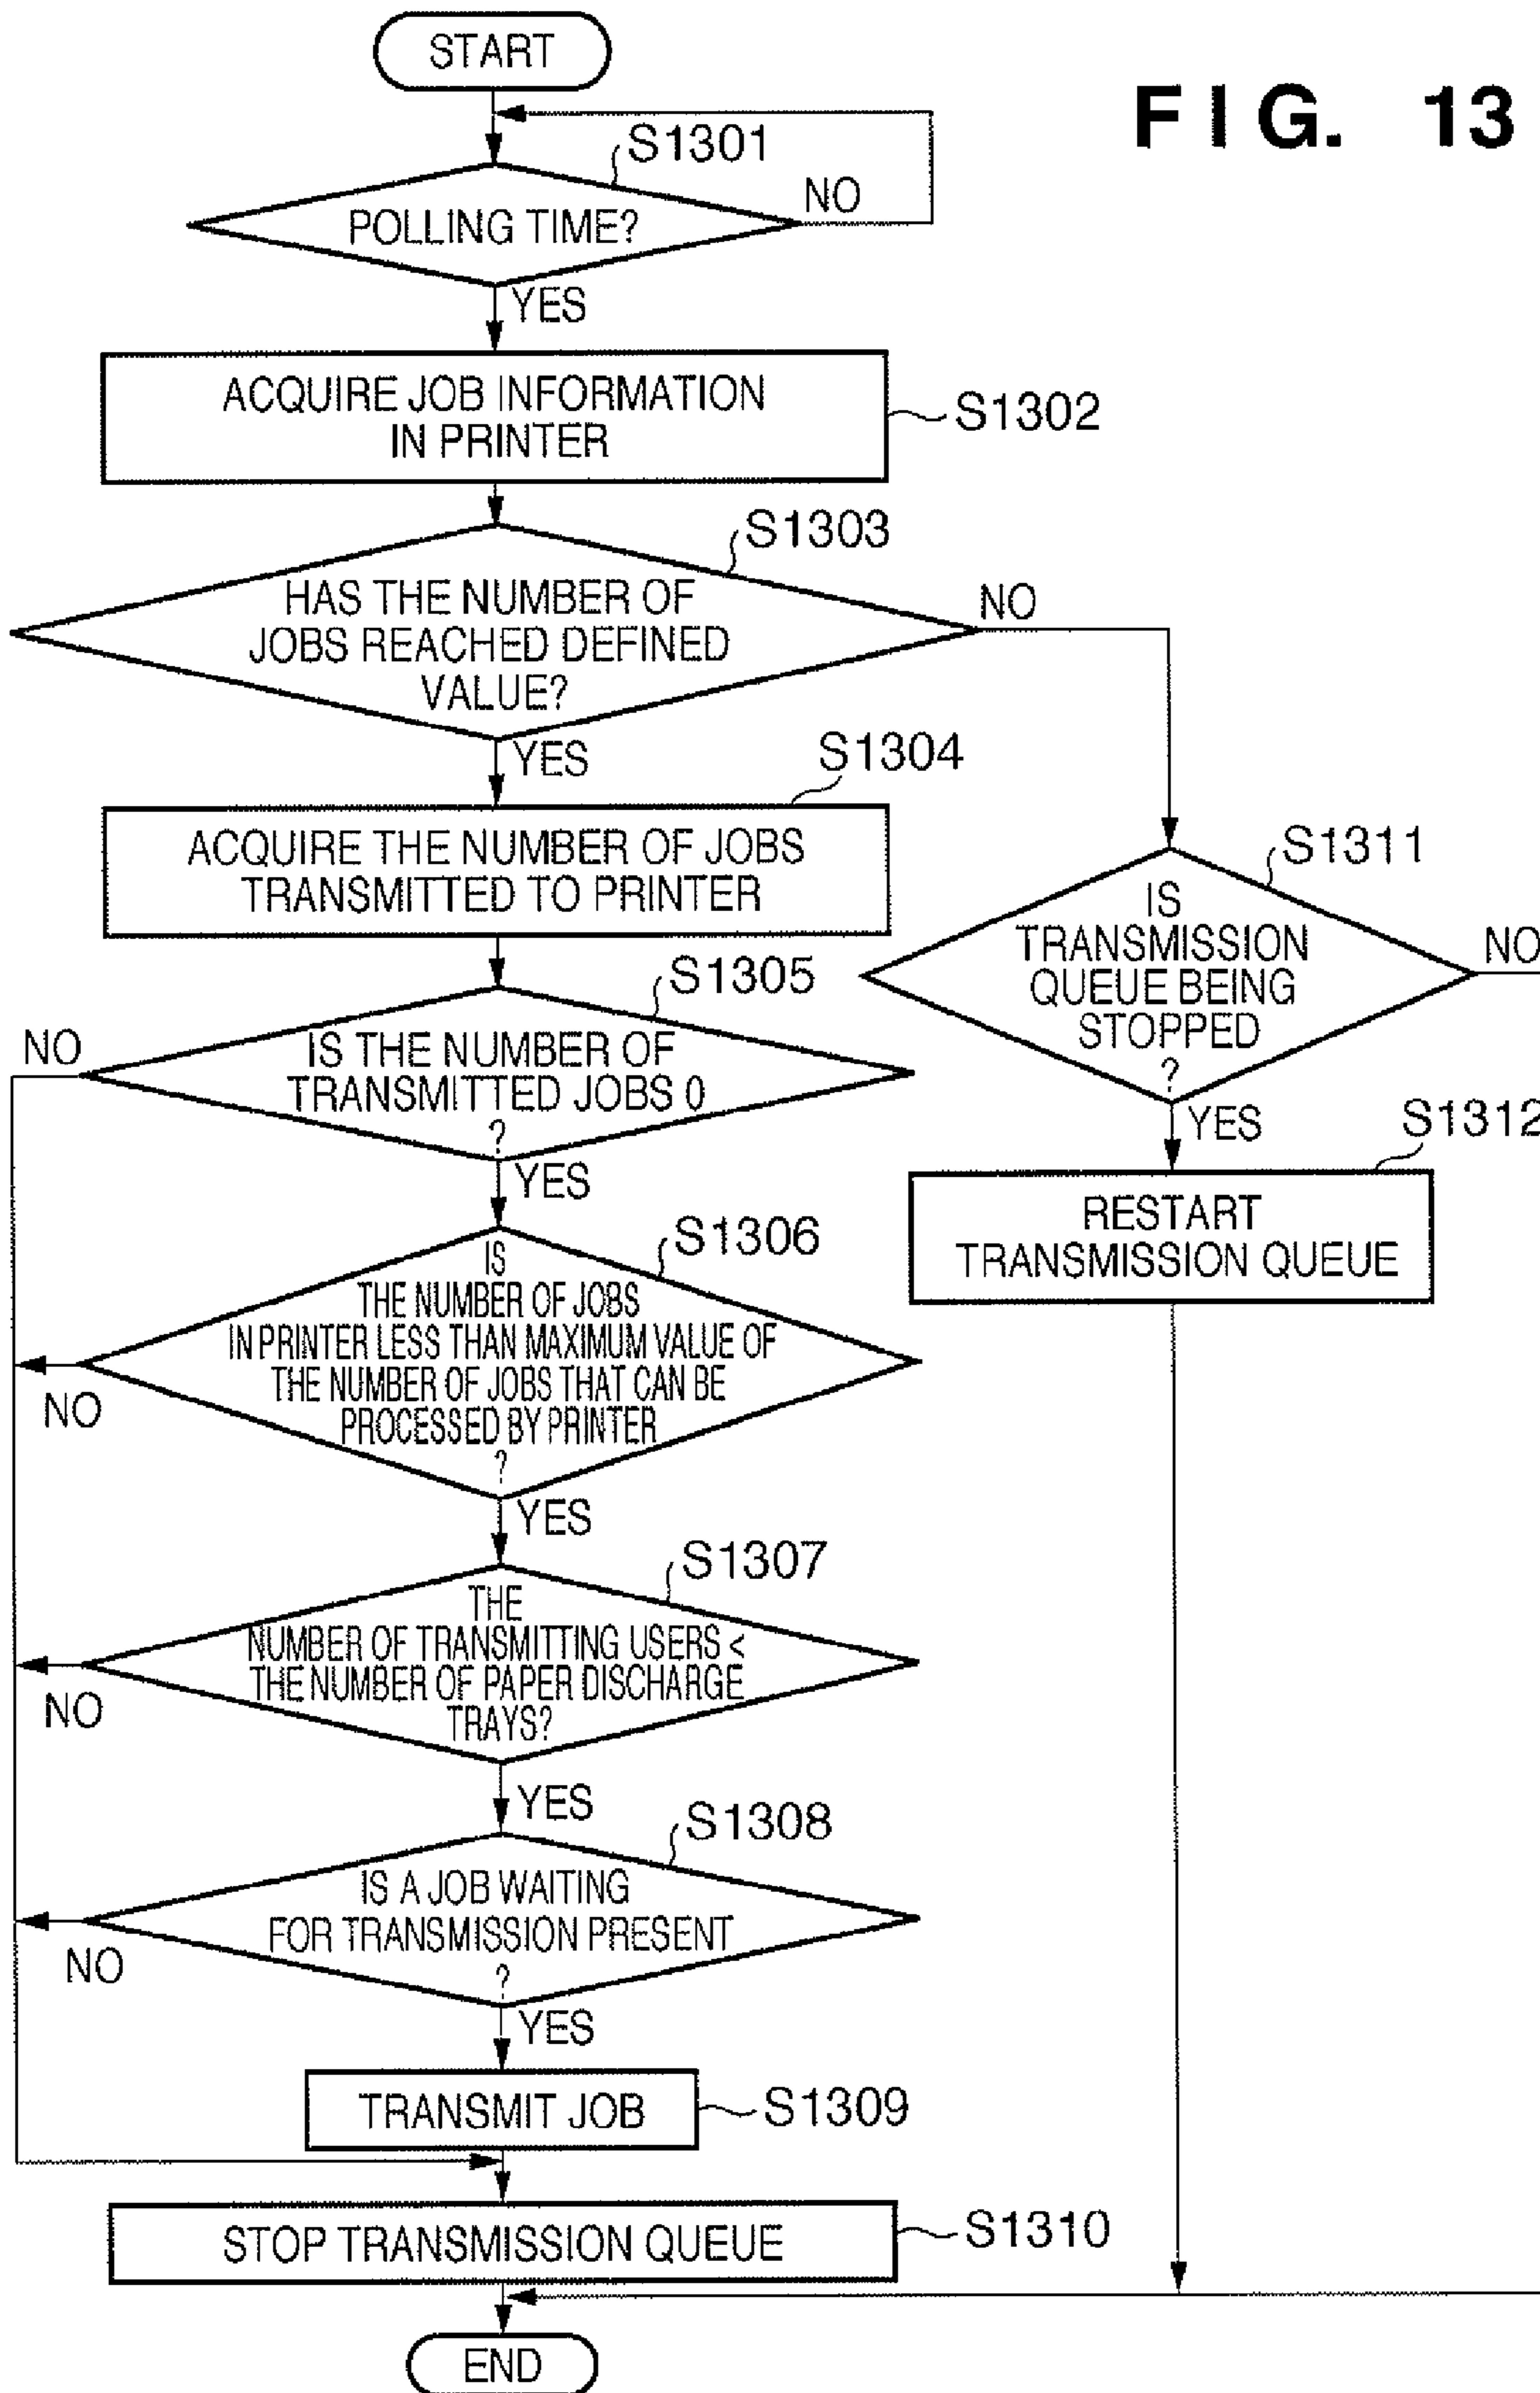 START
FIG. 13
S1301
POLLING TIME?
NO
YES
ACQUIRE JOB INFORMATION
IN PRINTER
S1302
S1303
HAS THE NUMBER OF
JOBS REACHED DEFINED
VALUE?
NO
YES
S1304
ACQUIRE THE NUMBER OF JOBS
TRANSMITTED TO PRINTER
S1311
IS
TRANSMISSION
QUEUE BEING
STOPPED
?
NO
YES
S1312
RESTART
TRANSMISSION QUEUE
S1305
NO
IS THE NUMBER OF
TRANSMITTED JOBS 0
?
YES
S1306
IS
THE NUMBER OF JOBS
IN PRINTER LESS THAN MAXIMUM VALUE OF
THE NUMBER OF JOBS THAT CAN BE
PROCESSED BY PRINTER
?
NO
YES
S1307
THE
NUMBER OF TRANSMITTING USERS <
THE NUMBER OF PAPER DISCHARGE
TRAYS?
NO
YES
S1308
IS A JOB WAITING
FOR TRANSMISSION PRESENT
?
NO
YES
TRANSMIT JOB
S1309
STOP TRANSMISSION QUEUE
S1310
END